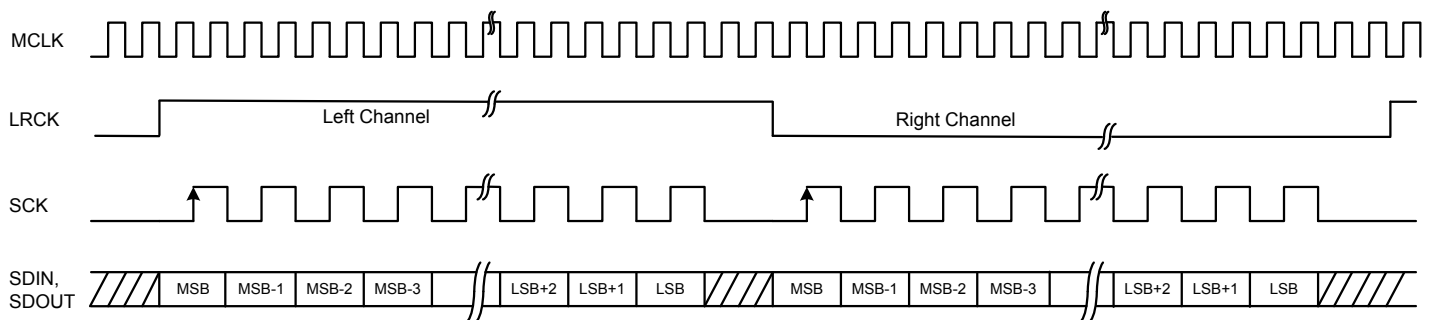 MCLK
LRCK
Left Channel
Right Channel
SCK
SDIN,
SDOUT
MSB MSB-1 MSB-2 MSB-3 LSB+2 LSB+1 LSB MSB MSB-1 MSB-2 MSB-3 LSB+2 LSB+1 LSB